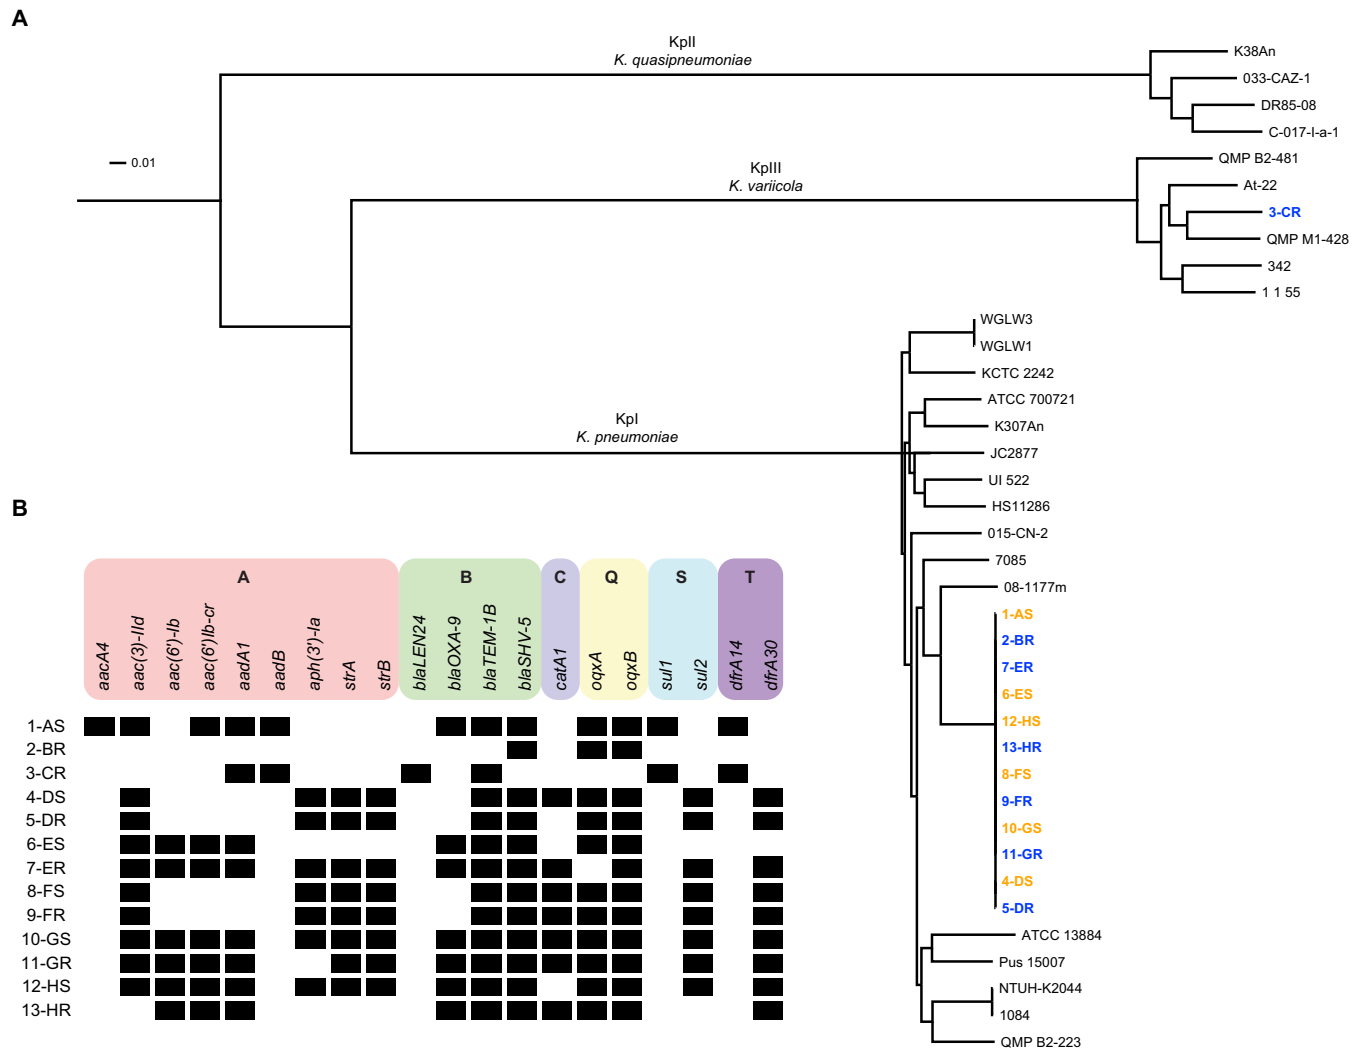 A
KpII
K. quasipneumoniae
K38An
033-CAZ-1
DR85-08
C-017-I-a-1
0.01
KpIII
K. variicola
QMP B2-481
At-22
3-CR
QMP M1-428
342
1 1 55
WGLW3
WGLW1
KCTC 2242
ATCC 700721
K307An
KpI
K. pneumoniae
JC2877
UI 522
HS11286
015-CN-2
7085
08-1177m
1-AS
2-BR
7-ER
6-ES
12-HS
13-HR
8-FS
9-FR
10-GS
11-GR
4-DS
5-DR
ATCC 13884
Pus 15007
NTUH-K2044
1084
QMP B2-223
B
A B C Q S T
aacA4
aac(3)-IId
aac(6')-Ib
aac(6')Ib-cr
aadA1
aadB
aph(3')-Ia
strA
strB
blaLEN24
blaOXA-9
blaTEM-1B
blaSHV-5
catA1
oqxA
oqxB
sul1
sul2
dfrA14
dfrA30
1-AS
2-BR
3-CR
4-DS
5-DR
6-ES
7-ER
8-FS
9-FR
10-GS
11-GR
12-HS
13-HR